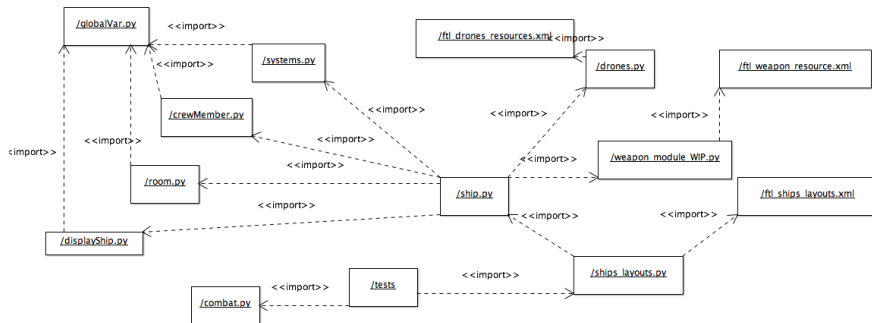 /globalVar.py
<<import>>
/systems.py
/ftl_drones_resources.xml
<<import>>
/drones.py
/ftl_weapon_resource.xml
<<import>>
<<import>>
<<import>>
<<import>>
/crewMember.py
<<import>>
<<import>>
<<import>>
<<import>>
/weapon_module_WIP.py
<<import>>
/room.py
<<import>>
/ship.py
/ftl_ships_layouts.xml
<<import>>
/displayShip.py
<<import>>
<<import>>
/ships_layouts.py
<<import>>
/combat.py
<<import>>
/tests